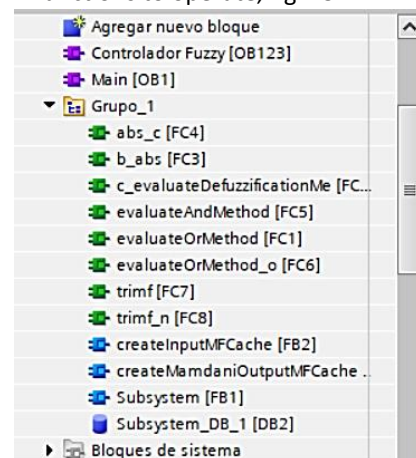 Agregar nuevo bloque
Controlador Fuzzy [OB123]
Main [OB1]
Grupo_1
abs_c [FC4]
b_abs [FC3]
c_evaluateDefuzzificationMe [FC...
evaluateAndMethod [FC5]
evaluateOrMethod [FC1]
evaluateOrMethod_o [FC6]
trimf [FC7]
trimf_n [FC8]
createInputMFCache [FB2]
createMamdaniOutputMFCache ..
Subsystem [FB1]
Subsystem_DB_1 [DB2]
Bloques de sistema